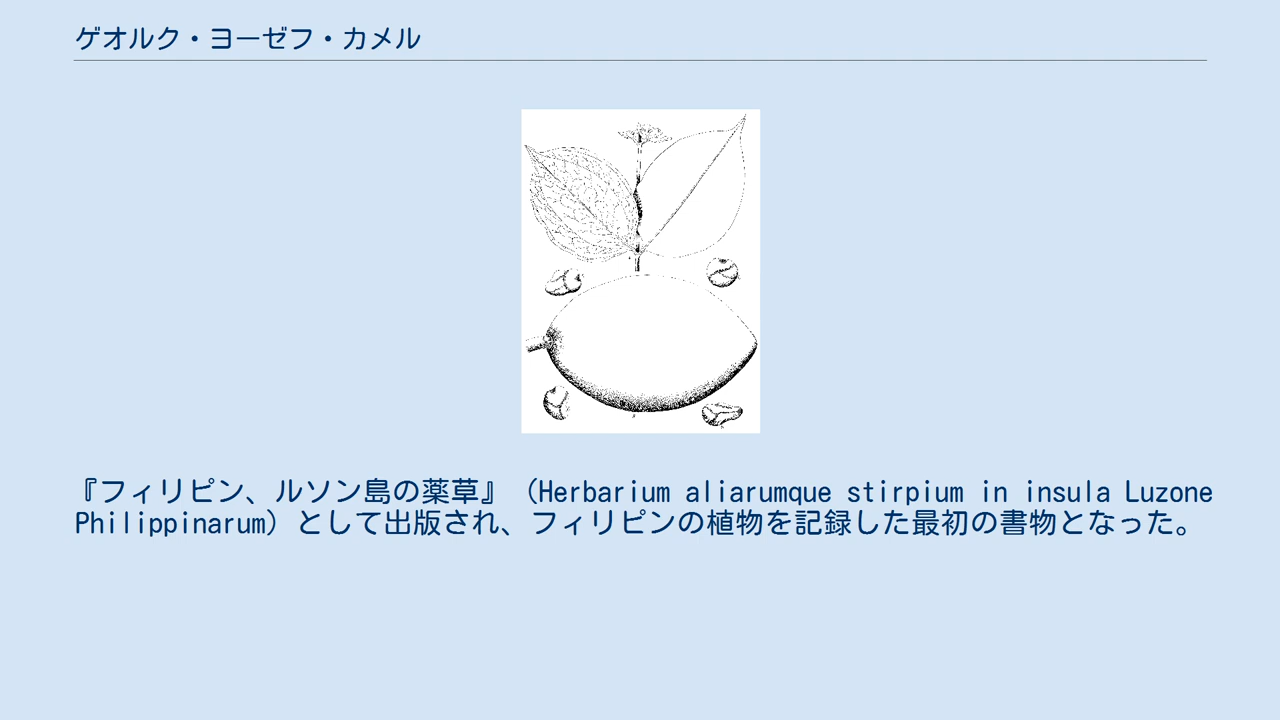 ゲオルク・ヨーゼフ・カメル
『フィリピン、ルソン島の薬草』（Herbarium aliarumque stirpium in insula Luzone
Philippinarum）として出版され、フィリピンの植物を記録した最初の書物となった。